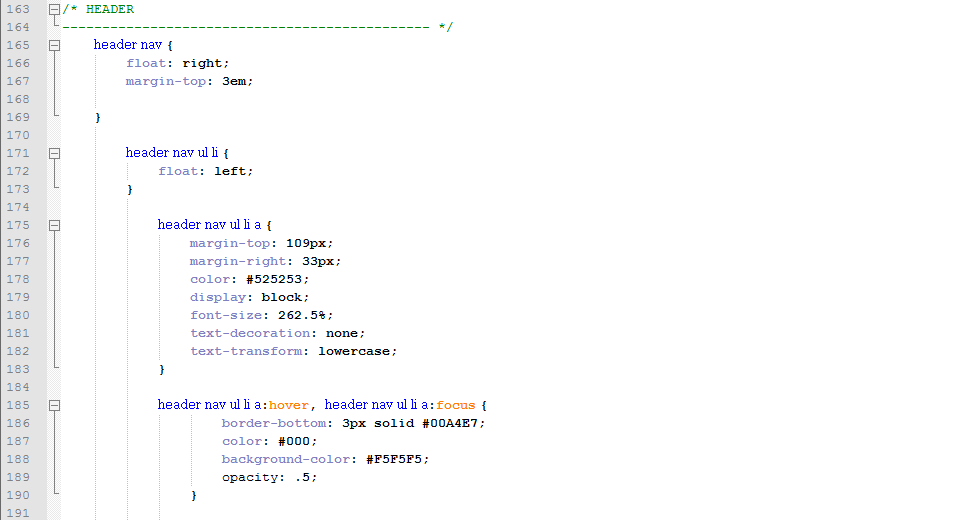 163 /* HEADER
164 ---------------------------------------------- */
165 header nav {
166 float: right;
167 margin-top: 3em;
168
169 }
170
171 header nav ul li {
172 float: left;
173 }
174
175 header nav ul li a {
176 margin-top: 109px;
177 margin-right: 33px;
178 color: #525253;
179 display: block;
180 font-size: 262.5%;
181 text-decoration: none;
182 text-transform: lowercase;
183 }
184
185 header nav ul li a:hover, header nav ul li a:focus {
186 border-bottom: 3px solid #00A4E7;
187 color: #000;
188 background-color: #F5F5F5;
189 opacity: .5;
190 }
191